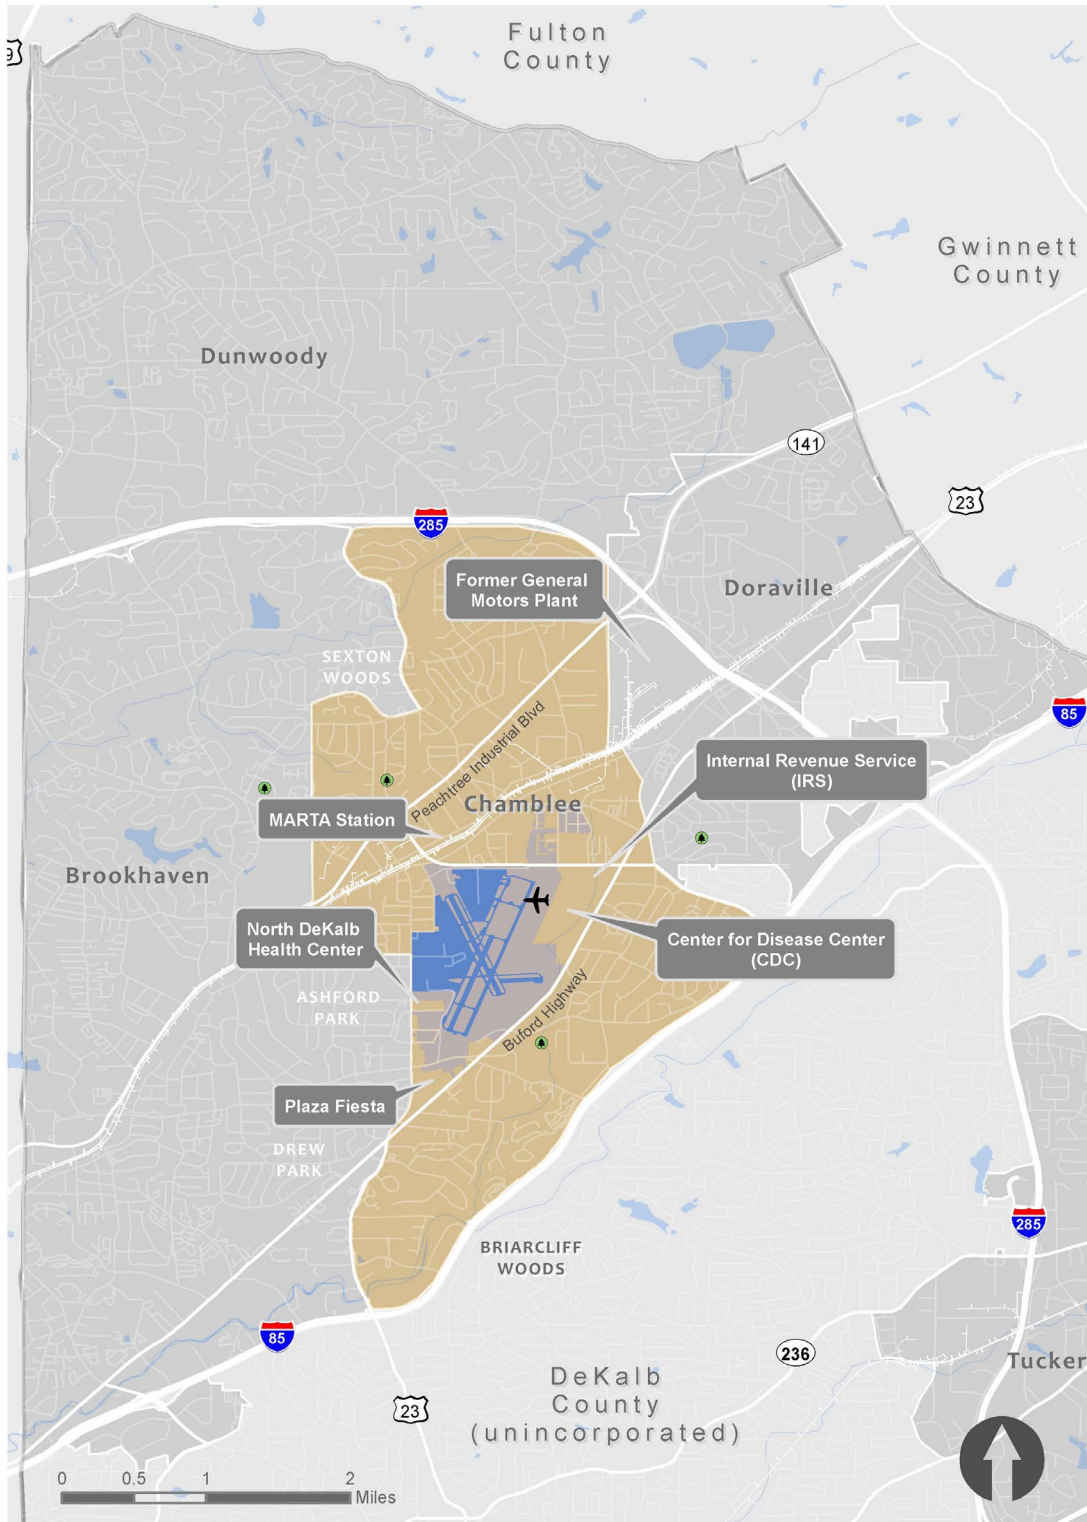 Fulton
County
9
Gwinnett
County
Dunwoody
141
23
285
Former General
Motors Plant
Doraville
SEXTON
WOODS
85
Peachtree Industrial Blvd
Internal Revenue Service
(IRS)
Chamblee
MARTA Station
Brookhaven
North DeKalb
Health Center
Center for Disease Center
(CDC)
ASHFORD
PARK
Buford Highway
Plaza Fiesta
DREW
PARK
285
BRIARCLIFF
WOODS
85
236
Tucker
DeKalb
County
(unincorporated)
23
0 0.5 1 2
Miles